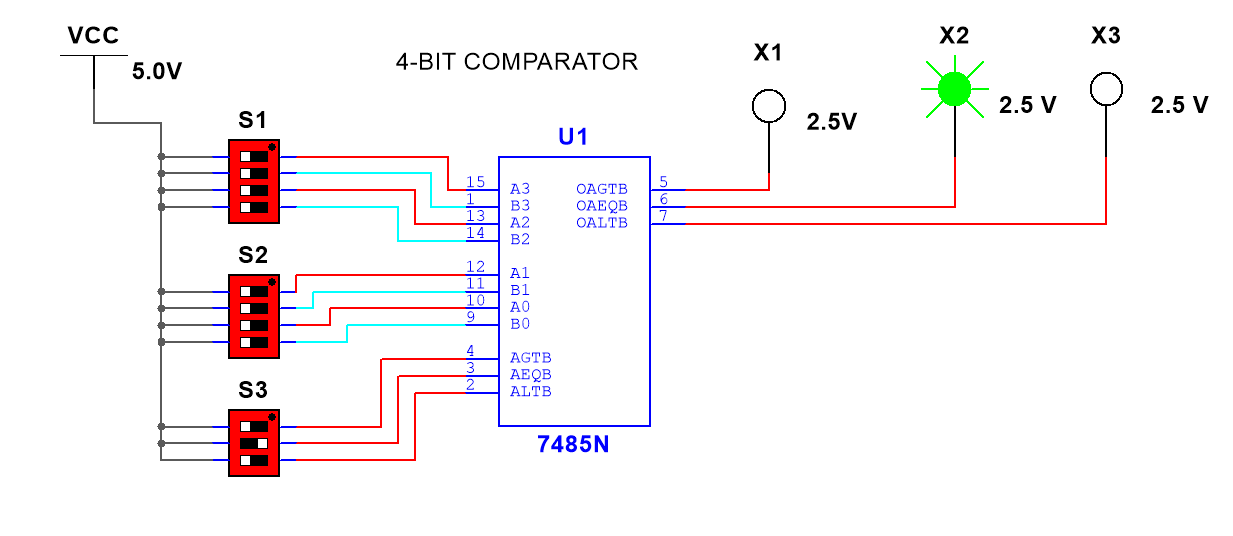 VCC
5.0V
4-BIT COMPARATOR
X1
2.5V
X2
2.5 V
X3
2.5 V
S1
S2
S3
U1
15 A3
1 B3
13 A2
14 B2
12 A1
11 B1
10 A0
9 B0
4 AGTB
3 AEQB
2 ALTB
OAGTB 5
OAEQB 6
OALTB 7
7485N